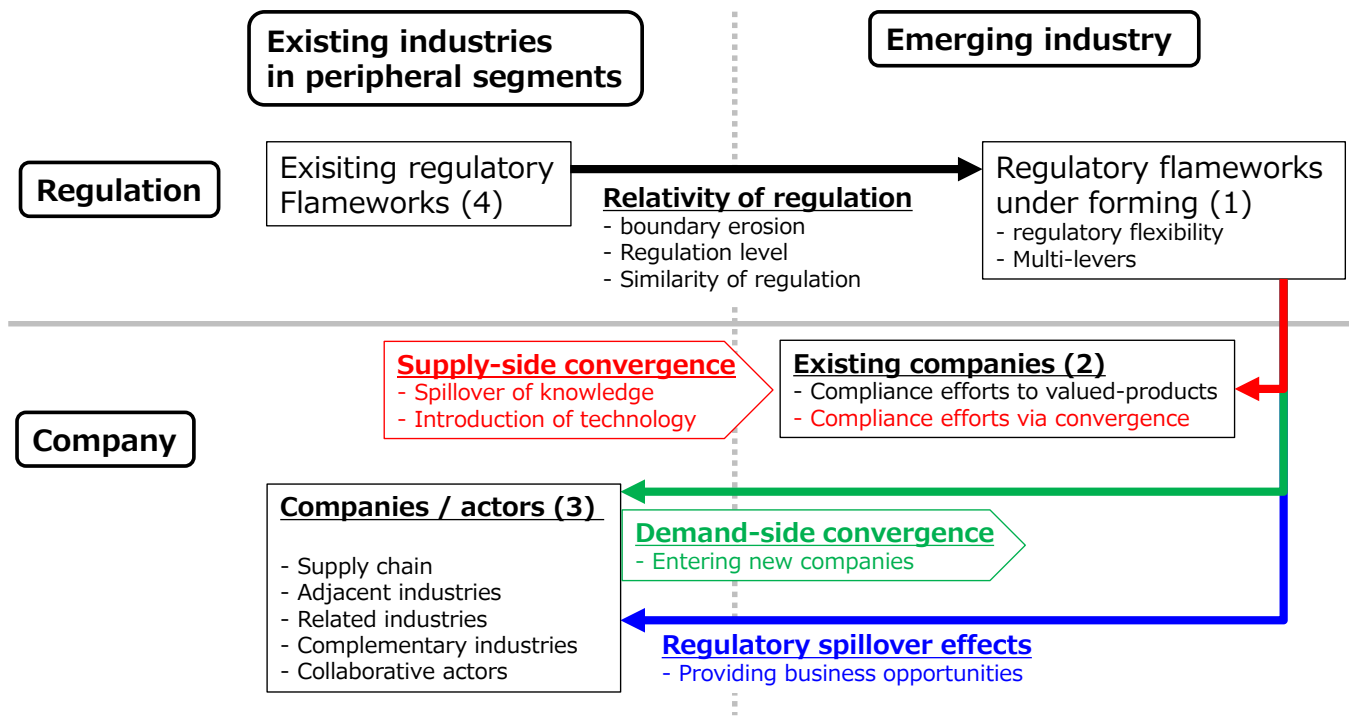 Existing industries
in peripheral segments
Emerging industry
Regulation
Exisiting regulatory
Flameworks (4)
Relativity of regulation
- boundary erosion
- Regulation level
- Similarity of regulation
Regulatory flameworks
under forming (1)
- regulatory flexibility
- Multi-levers
Company
Supply-side convergence
- Spillover of knowledge
- Introduction of technology
Existing companies (2)
- Compliance efforts to valued-products
- Compliance efforts via convergence
Companies / actors (3)
- Supply chain
- Adjacent industries
- Related industries
- Complementary industries
- Collaborative actors
Demand-side convergence
- Entering new companies
Regulatory spillover effects
- Providing business opportunities